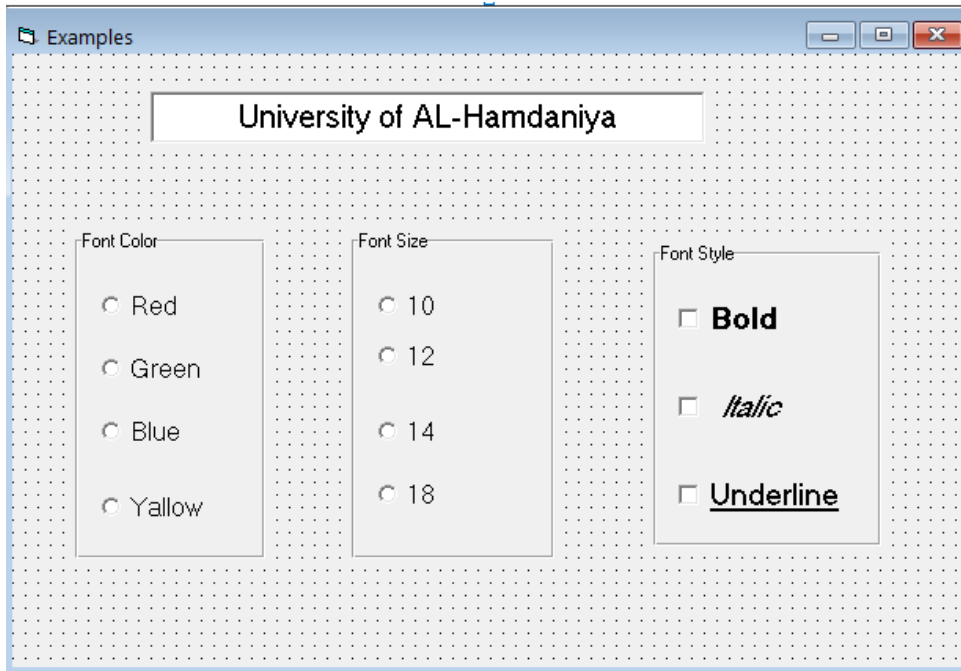 Examples
University of AL-Hamdaniya
Font Color
Red
Green
Blue
Yallow
Font Size
10
12
14
18
Font Style
Bold
Italic
Underline